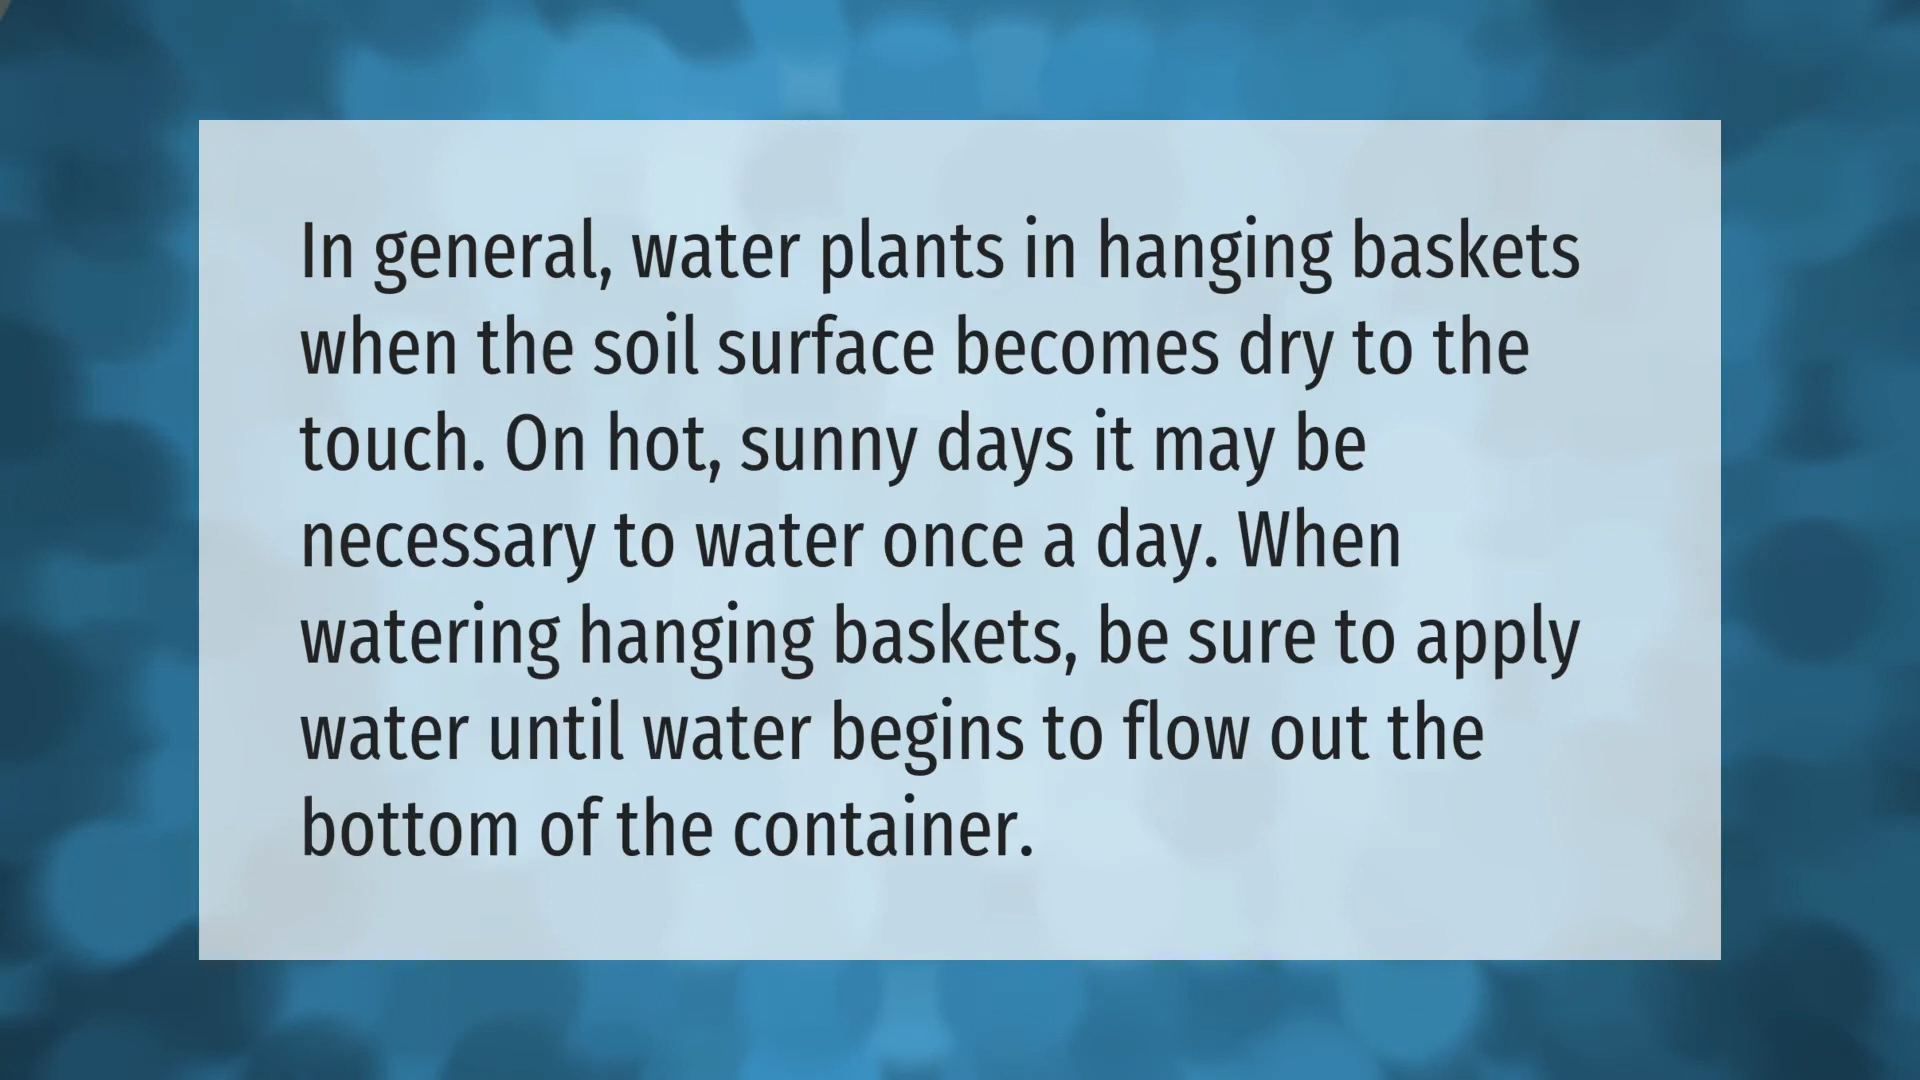 In general, water plants in hanging baskets
when the soil surface becomes dry to the
touch. On hot, sunny days it may be
necessary to water once a day. When
watering hanging baskets, be sure to apply
water until water begins to flow out the
bottom of the container.